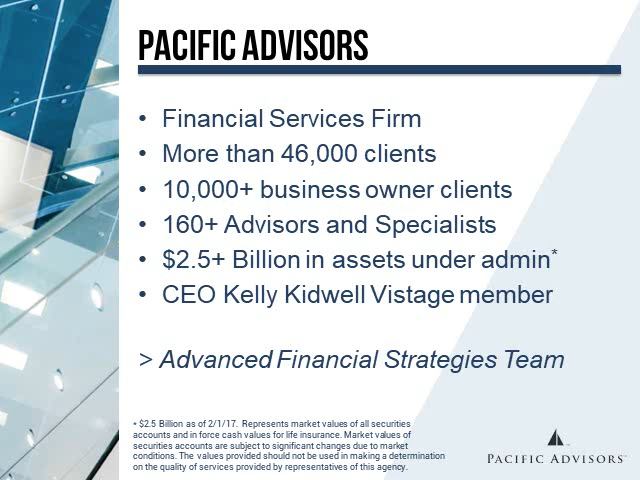 PACIFIC ADVISORS
• Financial Services Firm
• More than 46,000 clients
• 10,000+ business owner clients
• 160+ Advisors and Specialists
• $2.5+ Billion in assets under admin*
• CEO Kelly Kidwell Vistage member
> Advanced Financial Strategies Team
* $2.5 Billion as of 2/1/17. Represents market values of all securities
accounts and in force cash values for life insurance. Market values of
securities accounts are subject to significant changes due to market
conditions. The values provided should not be used in making a determination
on the quality of services provided by representatives of this agency.
PACIFIC ADVISORS